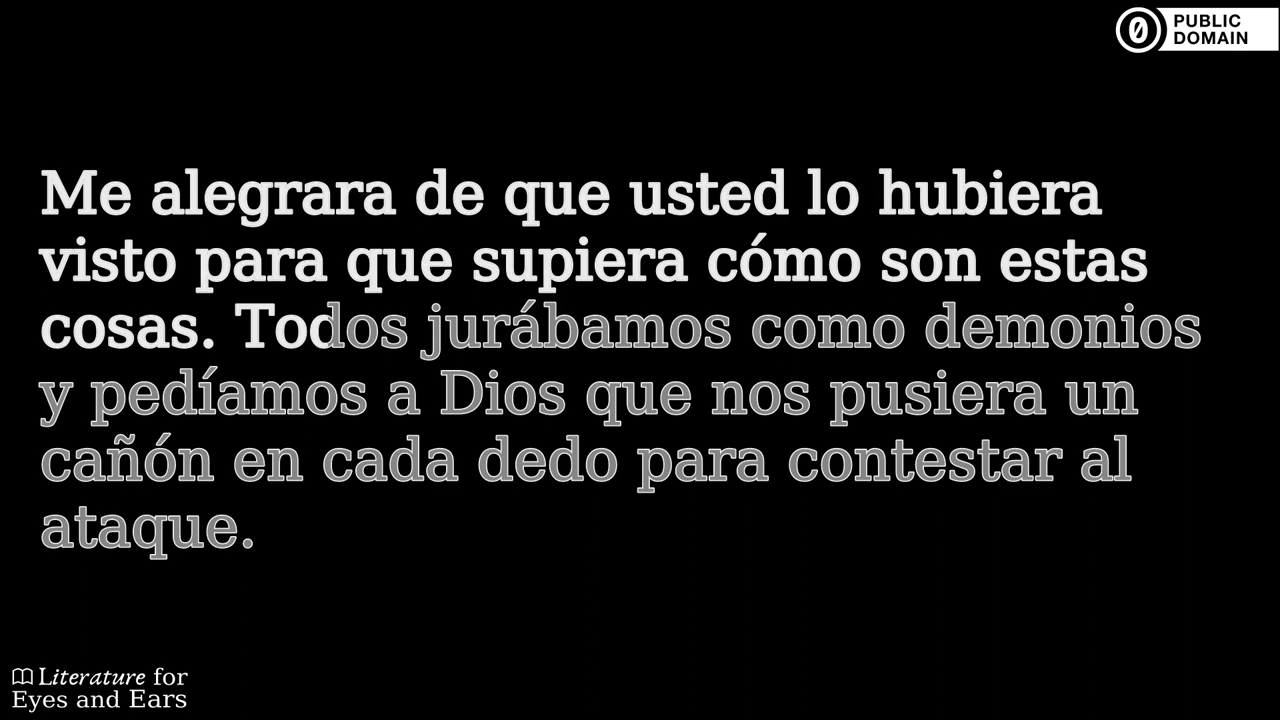 PUBLIC
DOMAIN
Me alegrara de que usted lo hubiera
visto para que supiera cómo son estas
cosas. Todos jurábamos como demonios
y pedíamos a Dios que nos pusiera un
cañón en cada dedo para contestar al
ataque.
Literature for
Eyes and Ears